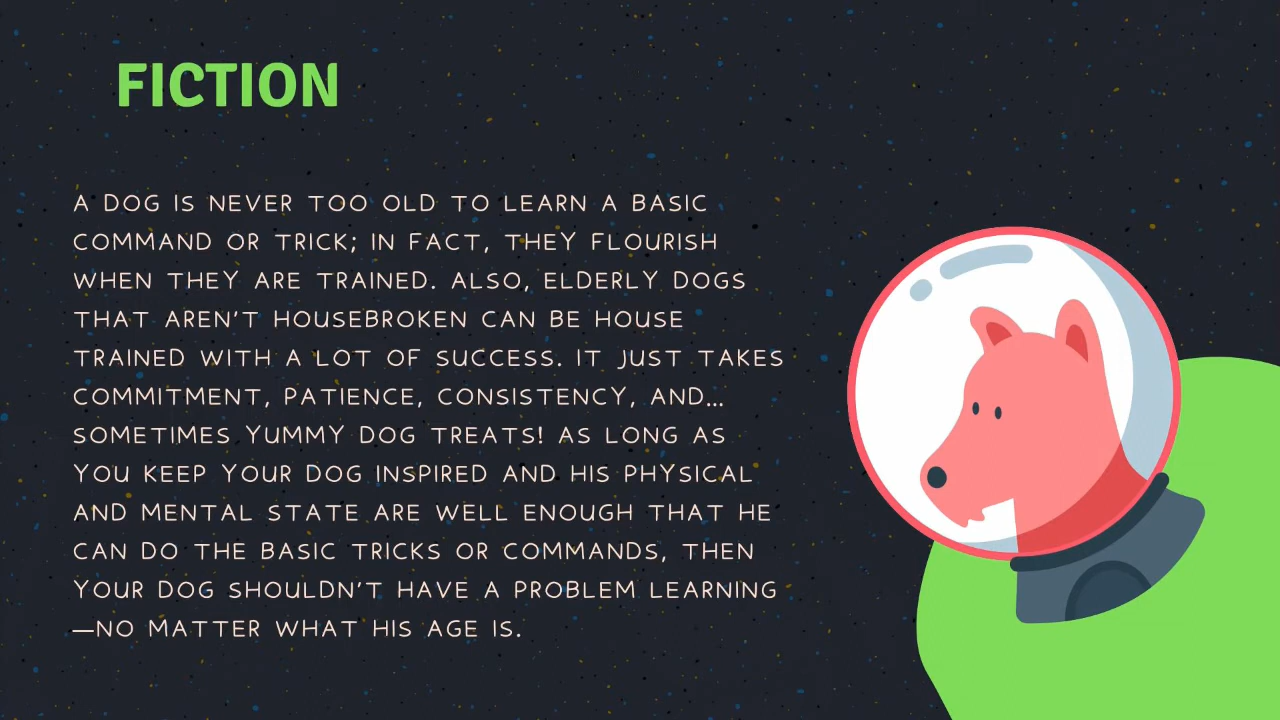 FICTION
A DOG IS NEVER TOO OLD TO LEARN A BASIC
COMMAND OR TRICK; IN FACT, THEY FLOURISH
WHEN THEY ARE TRAINED. ALSO, ELDERLY DOGS
THAT AREN'T HOUSEBROKEN CAN BE HOUSE
TRAINED WITH A LOT OF SUCCESS. IT JUST TAKES
COMMITMENT, PATIENCE, CONSISTENCY, AND...
SOMETIMES YUMMY DOG TREATS! AS LONG AS
YOU KEEP YOUR DOG INSPIRED AND HIS PHYSICAL
AND MENTAL STATE ARE WELL ENOUGH THAT HE
CAN DO THE BASIC TRICKS OR COMMANDS, THEN
YOUR DOG SHOULDN'T HAVE A PROBLEM LEARNING
—NO MATTER WHAT HIS AGE IS.